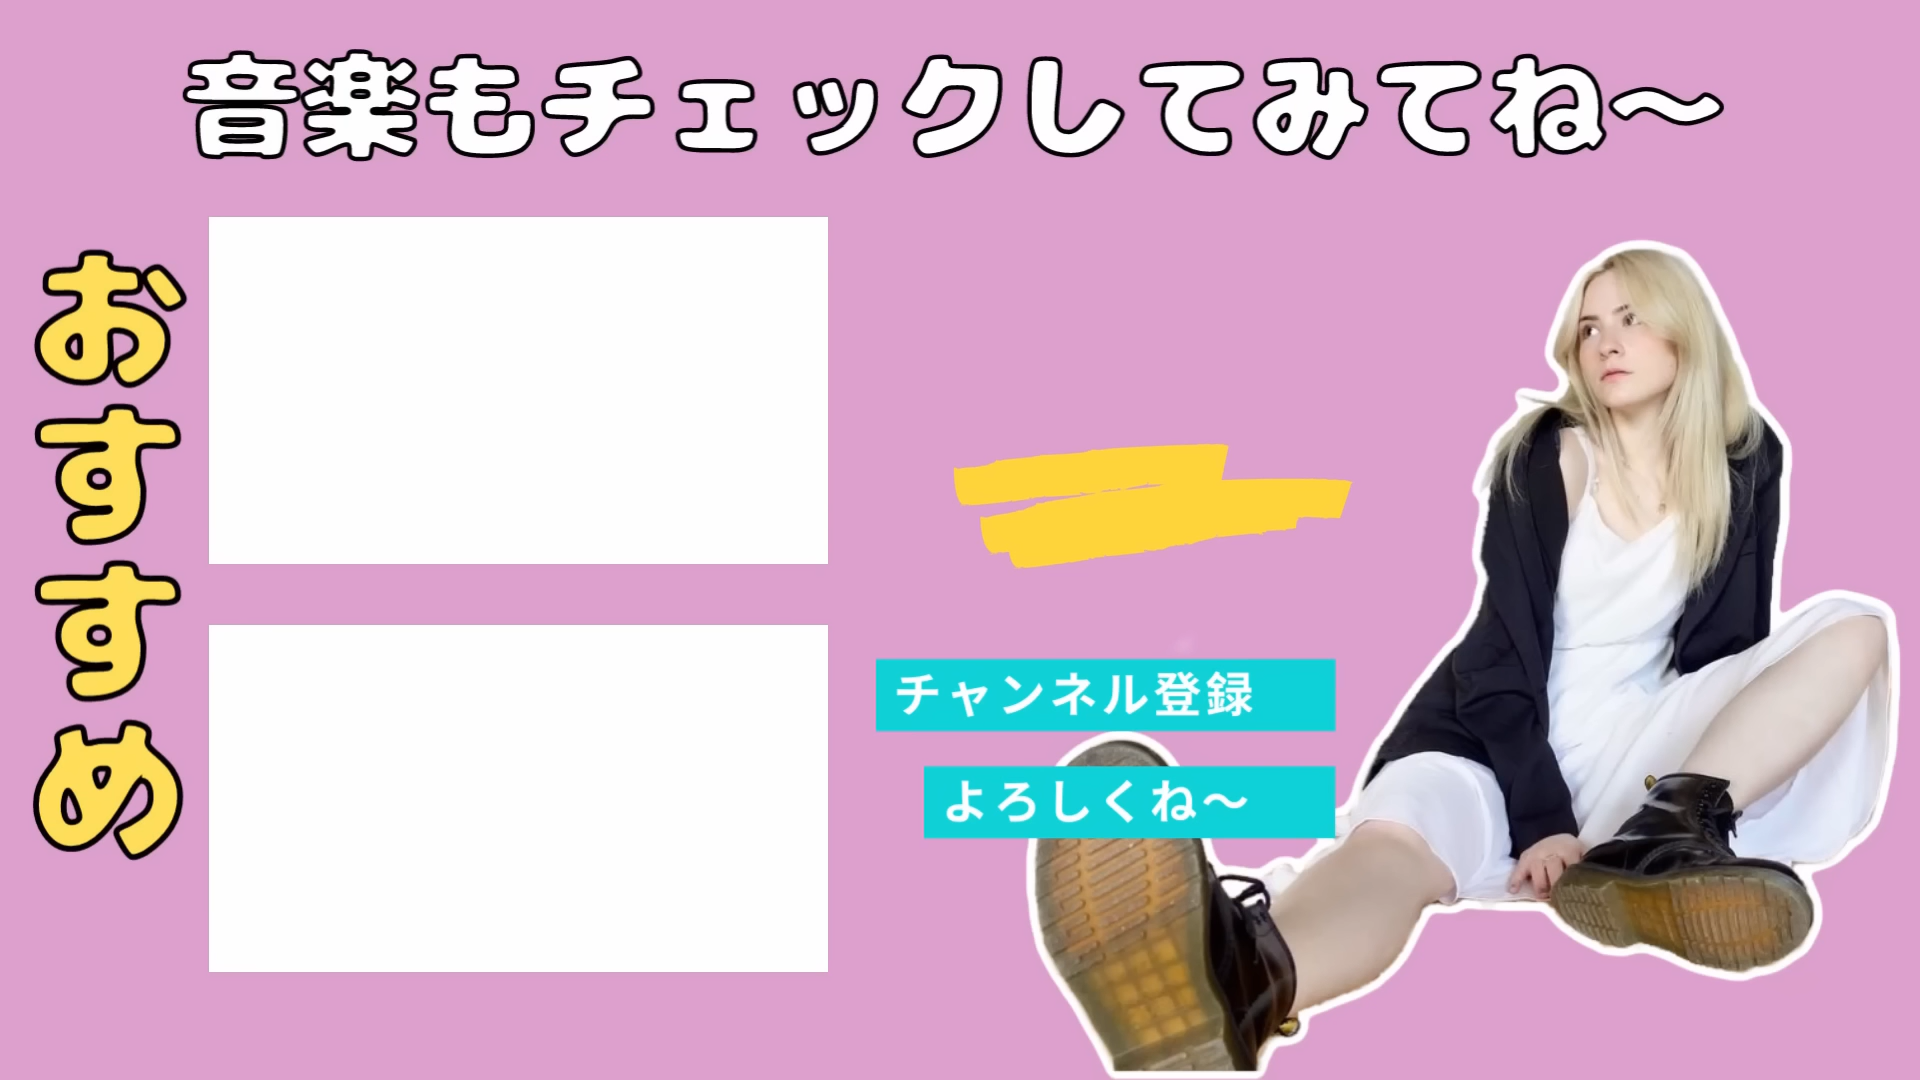 音楽もチェックしてみてね～
おすすめ
チャンネル登録
よろしくね～